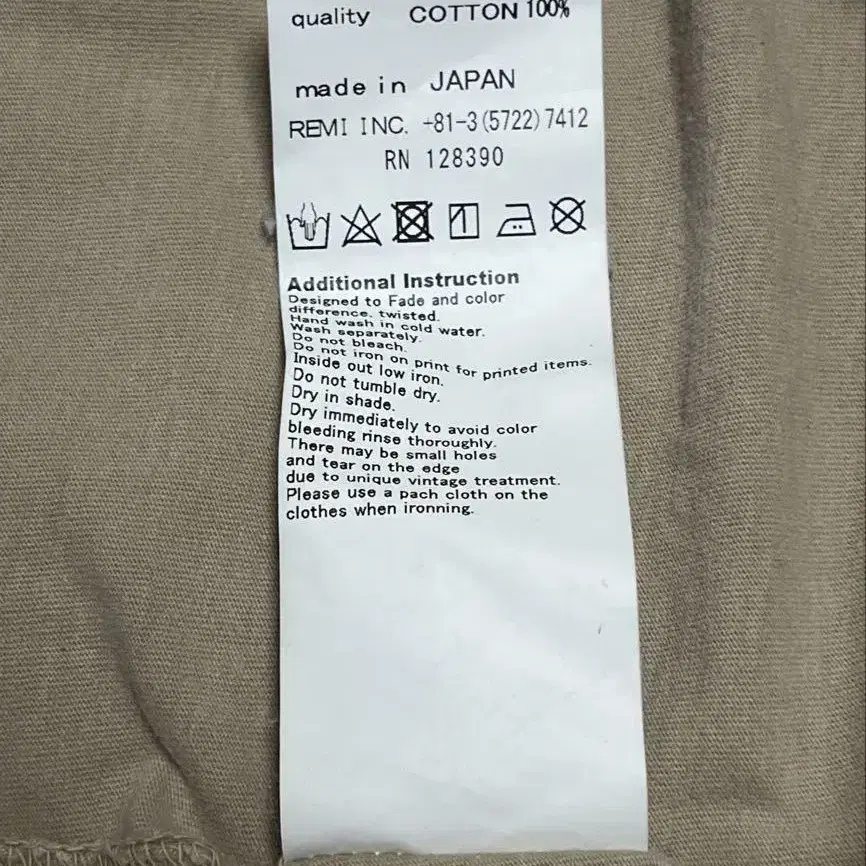 quality COTTON 100%
made in JAPAN
REMI INC. +81-3(5722)7412
RN 128390
Additional Instruction
Designed to Fade and color
difference. twisted.
Hand wash in cold water.
Wash separately.
Do not bleach.
Do not iron on print for printed items.
Inside out low iron.
Do not tumble dry.
Dry in shade.
Dry immediately to avoid color
bleeding rinse thoroughly.
There may be small holes
and tear on the edge
due to unique vintage treatment.
Please use a pach cloth on the
clothes when ironning.